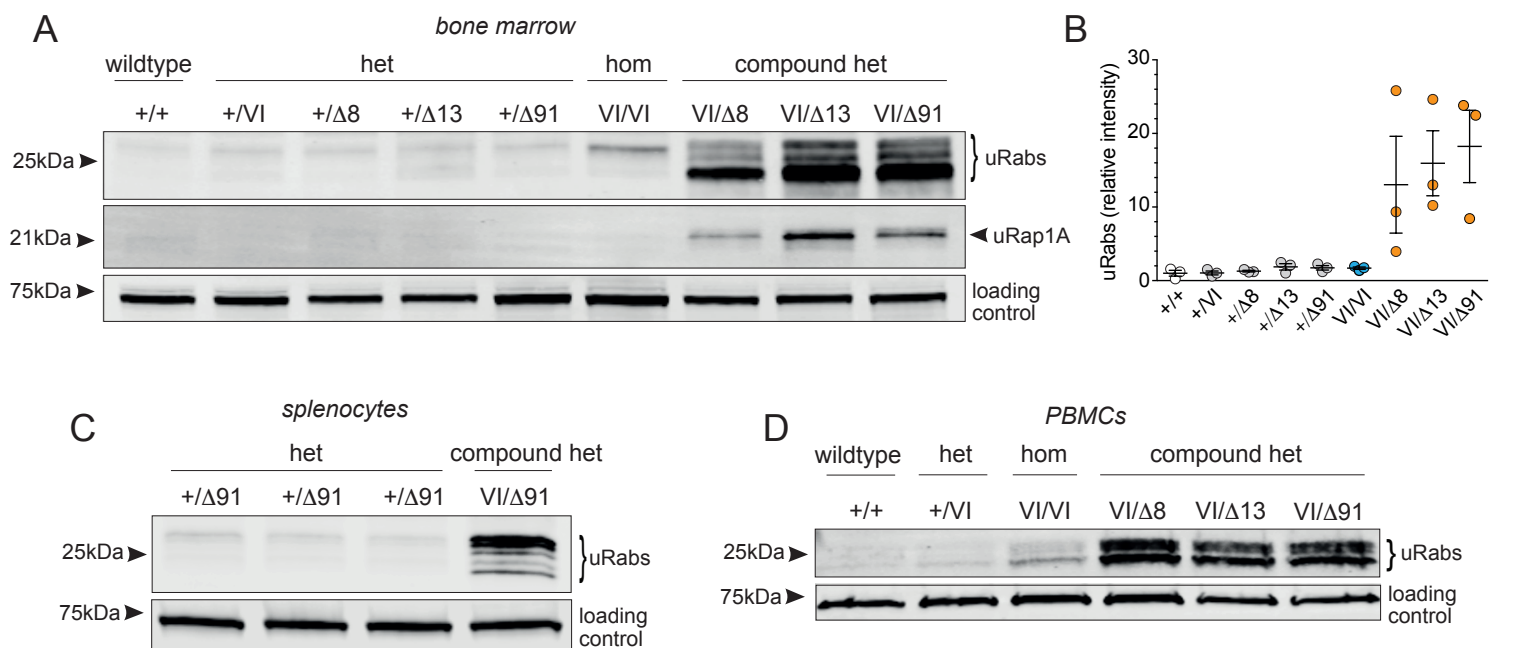 A
bone marrow
wildtype het hom compound het
+/+ +/VI +/Δ8 +/Δ13 +/Δ91 VI/VI VI/Δ8 VI/Δ13 VI/Δ91
25kDa uRabs
21kDa uRap1A
75kDa loading
control
B
uRabs (relative intensity)
30
20
10
0
+/+ +/VI +/Δ8 +/Δ13 +/Δ91 VI/VI VI/Δ8 VI/Δ13 VI/Δ91
C
splenocytes
het compound het
+/Δ91 +/Δ91 +/Δ91 VI/Δ91
25kDa uRabs
75kDa loading
control
D
PBMCs
wildtype het hom compound het
+/+ +/VI VI/VI VI/Δ8 VI/Δ13 VI/Δ91
25kDa uRabs
75kDa loading
control